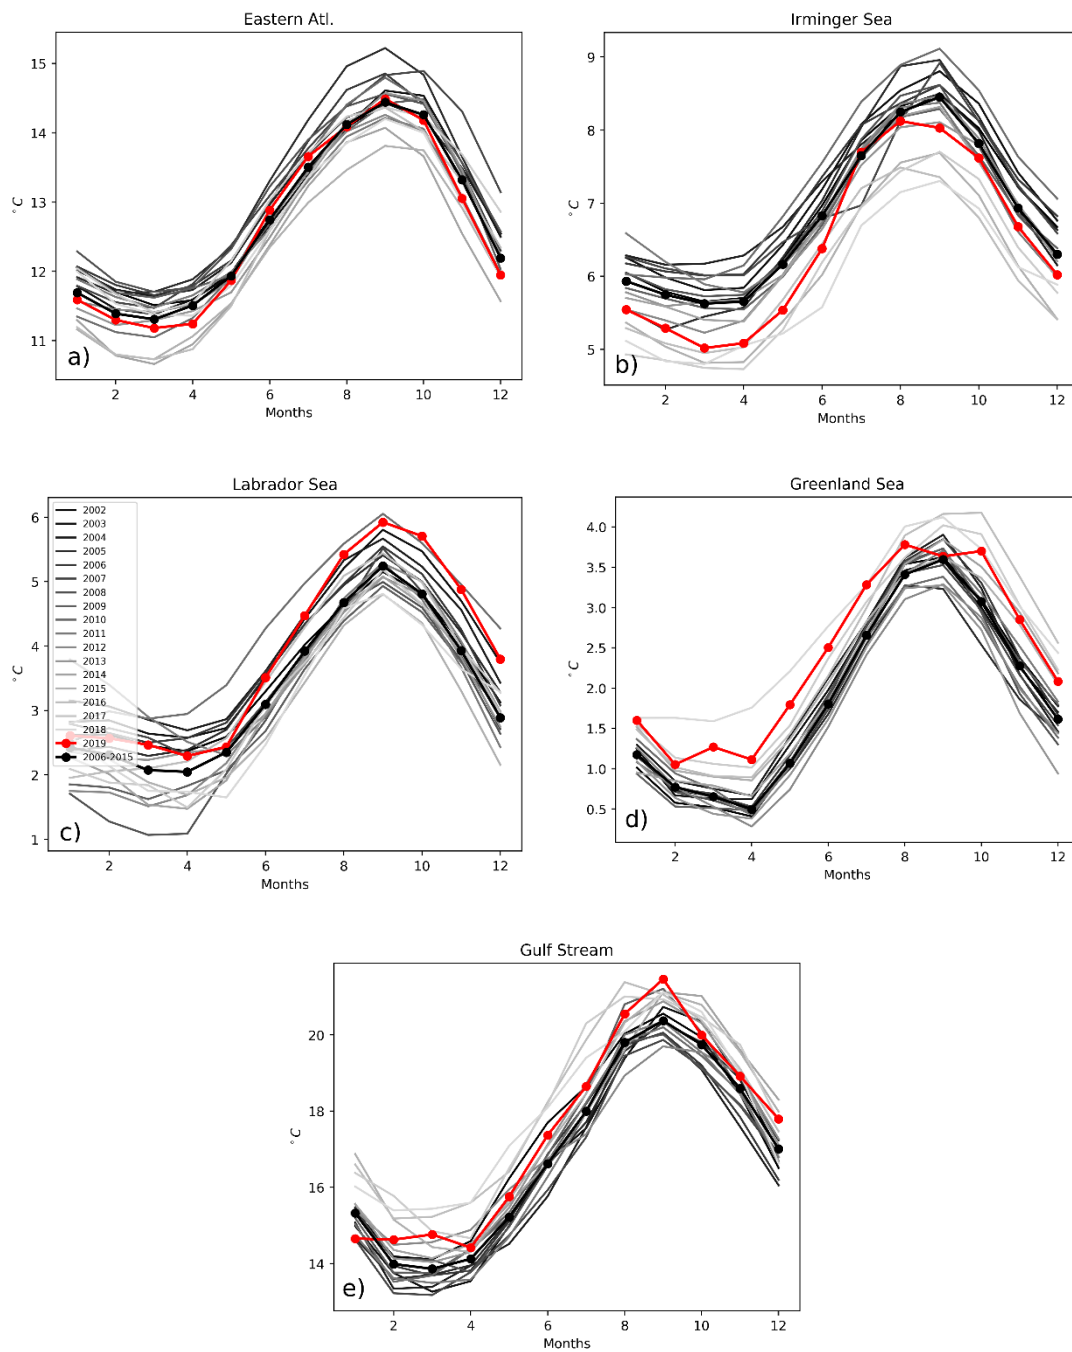 Eastern Atl.
15
14
13
12
11
°C
a)
2 4 6 8 10 12
Months
Irminger Sea
9
8
7
6
5
°C
b)
2 4 6 8 10 12
Months
Labrador Sea
6
5
4
3
2
1
°C
2002
2003
2004
2005
2006
2007
2008
2009
2010
2011
2012
2013
2014
2015
2016
2017
2018
2019
2006-2015
c)
2 4 6 8 10 12
Months
Greenland Sea
4.0
3.5
3.0
2.5
2.0
1.5
1.0
0.5
°C
d)
2 4 6 8 10 12
Months
Gulf Stream
20
18
16
14
°C
e)
2 4 6 8 10 12
Months